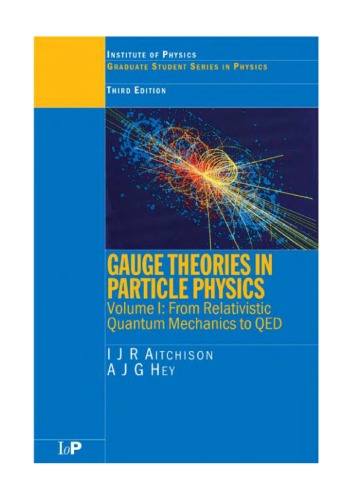 INSTITUTE OF PHYSICS
GRADUATE STUDENT SERIES IN PHYSICS
THIRD EDITION
GAUGE THEORIES IN
PARTICLE PHYSICS
Volume I: From Relativistic
Quantum Mechanics to QED
I J R AITCHISON
A J G HEY
IoP